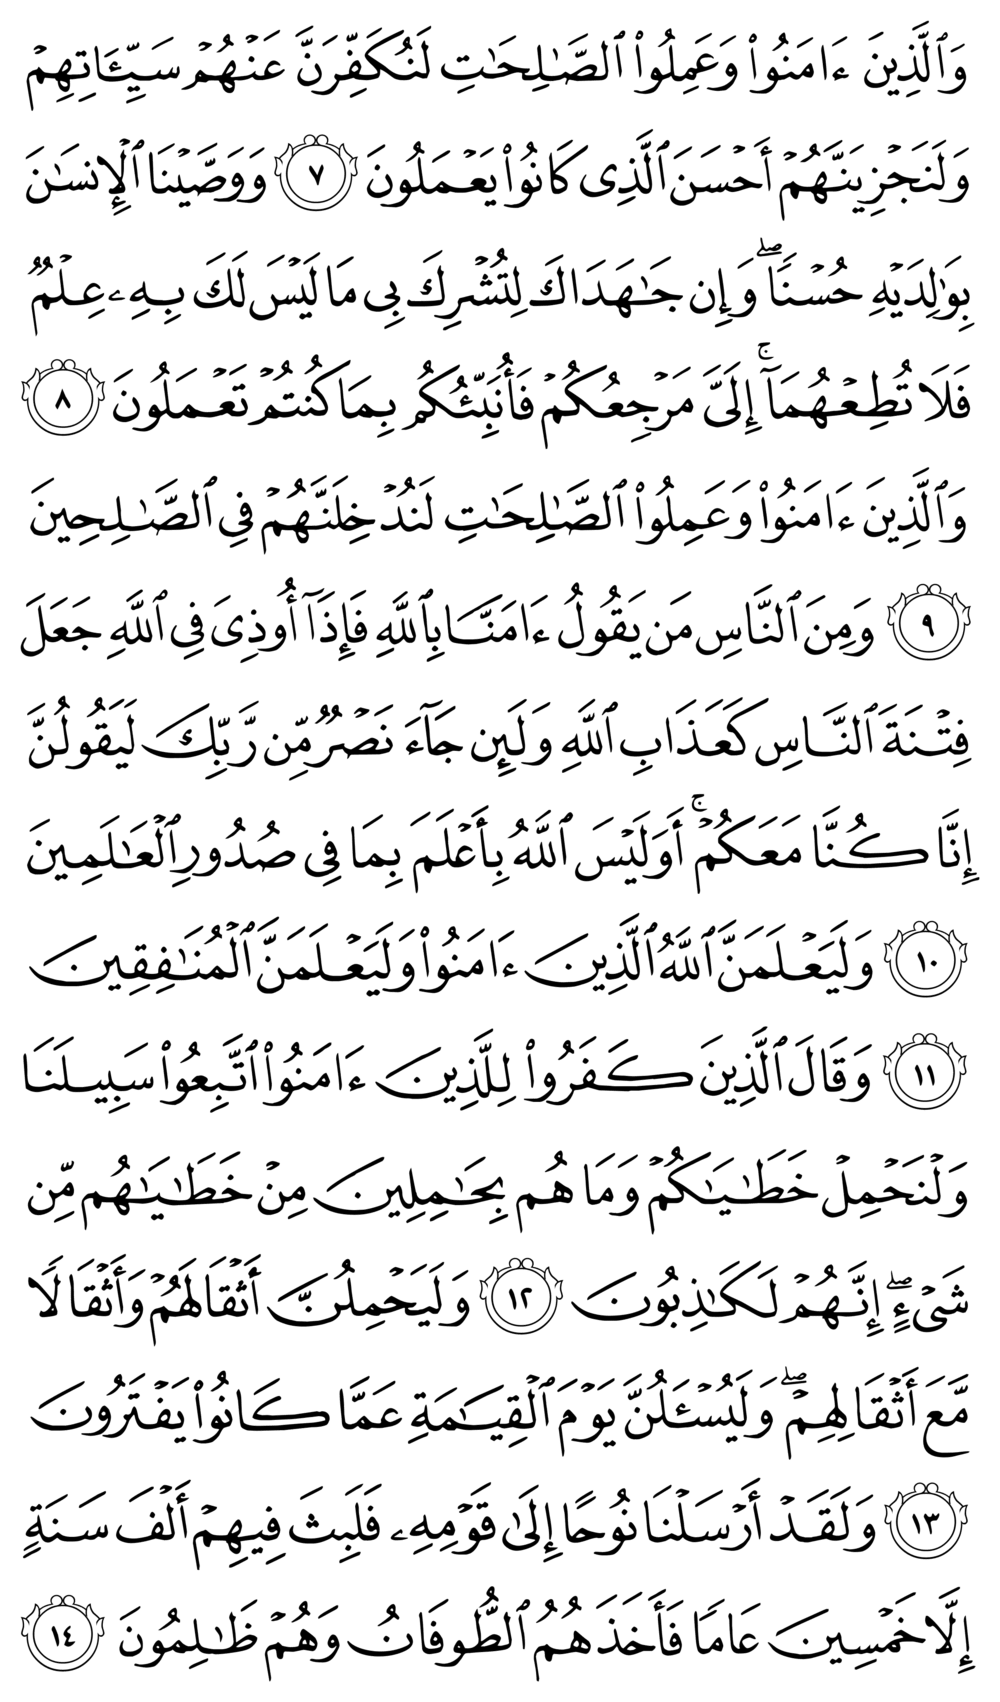 وَٱلَّذِينَ ءَامَنُوا۟ وَعَمِلُوا۟ ٱلصَّـٰلِحَـٰتِ لَنُكَفِّرَنَّ عَنْهُمْ سَيِّـَٔاتِهِمْ
وَلَنَجْزِيَنَّهُمْ أَحْسَنَ ٱلَّذِى كَانُوا۟ يَعْمَلُونَ ٧ وَوَصَّيْنَا ٱلْإِنسَـٰنَ
بِوَٰلِدَيْهِ حُسْنًا ۖ وَإِن جَـٰهَدَاكَ لِتُشْرِكَ بِى مَا لَيْسَ لَكَ بِهِۦ عِلْمٌ
فَلَا تُطِعْهُمَآ ۚ إِلَىَّ مَرْجِعُكُمْ فَأُنَبِّئُكُم بِمَا كُنتُمْ تَعْمَلُونَ ٨
وَٱلَّذِينَ ءَامَنُوا۟ وَعَمِلُوا۟ ٱلصَّـٰلِحَـٰتِ لَنُدْخِلَنَّهُمْ فِى ٱلصَّـٰلِحِينَ
٩ وَمِنَ ٱلنَّاسِ مَن يَقُولُ ءَامَنَّا بِٱللَّهِ فَإِذَآ أُوذِىَ فِى ٱللَّهِ جَعَلَ
فِتْنَةَ ٱلنَّاسِ كَعَذَابِ ٱللَّهِ وَلَئِن جَآءَ نَصْرٌ مِّن رَّبِّكَ لَيَقُولُنَّ
إِنَّا كُنَّا مَعَكُمْ ۚ أَوَلَيْسَ ٱللَّهُ بِأَعْلَمَ بِمَا فِى صُدُورِ ٱلْعَـٰلَمِينَ
١٠ وَلَيَعْلَمَنَّ ٱللَّهُ ٱلَّذِينَ ءَامَنُوا۟ وَلَيَعْلَمَنَّ ٱلْمُنَـٰفِقِينَ
١١ وَقَالَ ٱلَّذِينَ كَفَرُوا۟ لِلَّذِينَ ءَامَنُوا۟ ٱتَّبِعُوا۟ سَبِيلَنَا
وَلْنَحْمِلْ خَطَـٰيَـٰكُمْ وَمَا هُم بِحَـٰمِلِينَ مِنْ خَطَـٰيَـٰهُم مِّن
شَىْءٍ ۖ إِنَّهُمْ لَكَـٰذِبُونَ ١٢ وَلَيَحْمِلُنَّ أَثْقَالَهُمْ وَأَثْقَالًا
مَّعَ أَثْقَالِهِمْ ۖ وَلَيُسْـَٔلُنَّ يَوْمَ ٱلْقِيَـٰمَةِ عَمَّا كَانُوا۟ يَفْتَرُونَ
١٣ وَلَقَدْ أَرْسَلْنَا نُوحًا إِلَىٰ قَوْمِهِۦ فَلَبِثَ فِيهِمْ أَلْفَ سَنَةٍ
إِلَّا خَمْسِينَ عَامًا فَأَخَذَهُمُ ٱلطُّوفَانُ وَهُمْ ظَـٰلِمُونَ ١٤